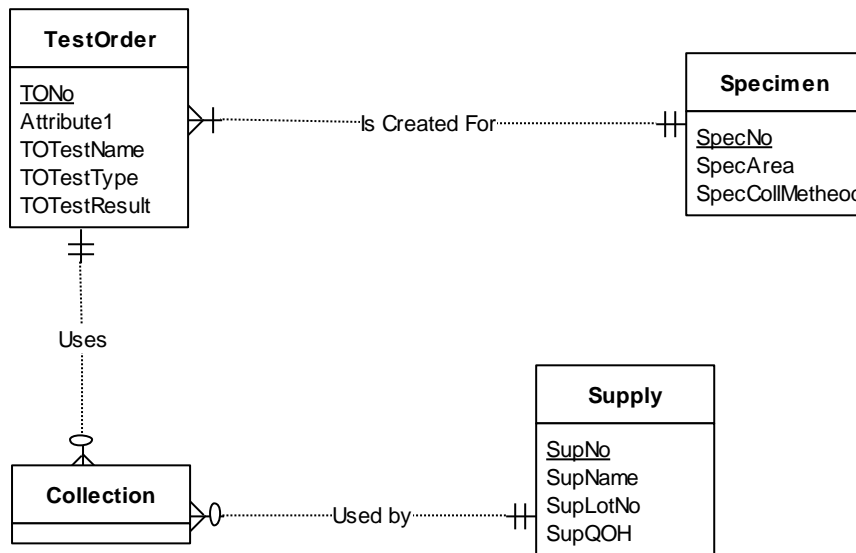 TestOrder
TONo
Attribute1
TOTestName
TOTestType
TOTestResult
Is Created For
Specimen
SpecNo
SpecArea
SpecCollMetheod
Uses
Collection
Used by
Supply
SupNo
SupName
SupLotNo
SupQOH